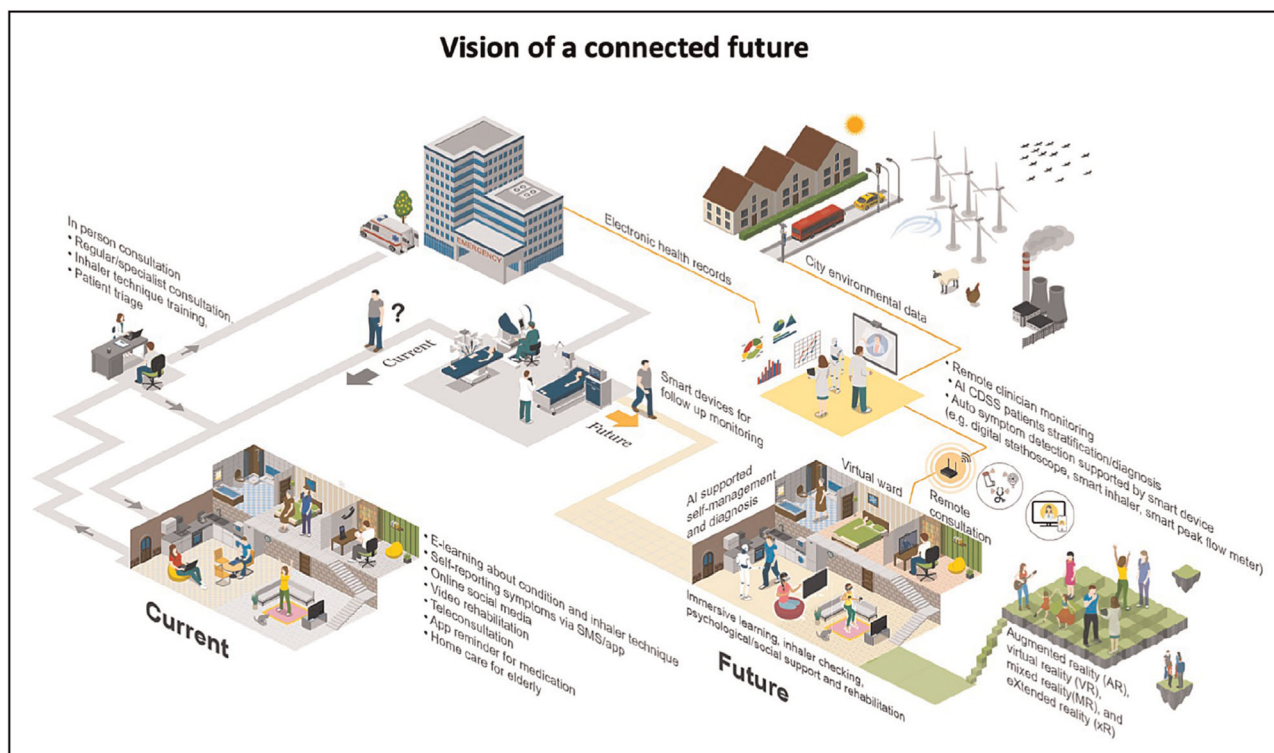 Vision of a connected future
In person consultation
• Regular/specialist consultation,
• Inhaler technique training,
• Patient triage
EMERGENCY
?
Current
Future
Smart devices for
follow up monitoring
Electronic health records
City environmental data
• Remote clinician monitoring
• AI CDSS patients stratification/diagnosis
• Auto symptom detection supported by smart device
(e.g. digital stethoscope, smart inhaler, smart peak flow meter)
AI supported
self-management
and diagnosis
Virtual ward
Remote
consultation
• E-learning about condition and inhaler technique
• Self-reporting symptoms via SMS/app
• Online social media
• Video rehabilitation
• Teleconsultation
• App reminder for medication
• Home care for elderly
Current
Immersive learning, inhaler checking,
psychological/social support and rehabilitation
Future
Augmented reality (AR),
virtual reality (VR),
mixed reality(MR), and
eXtended reality (xR)